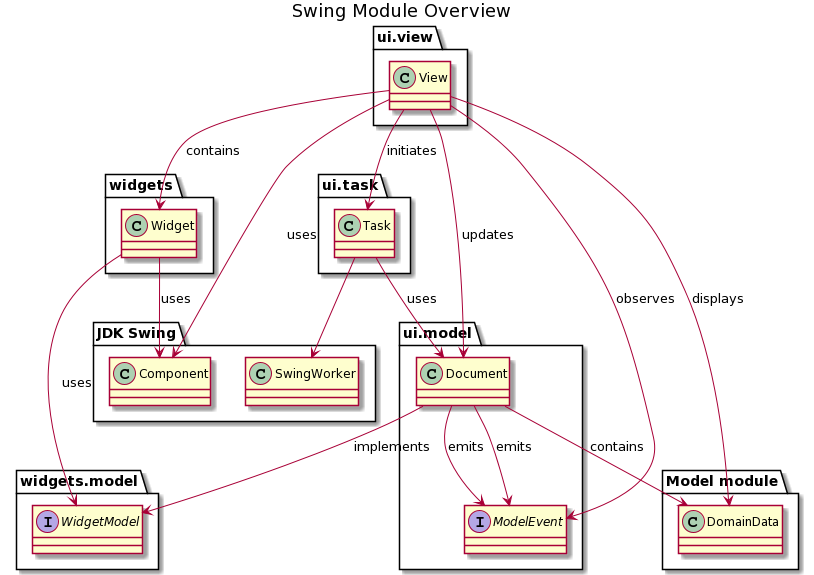 Swing Module Overview
ui.view
C View
contains
initiates
widgets
ui.task
C Widget
C Task
uses
updates
uses
uses
observes
displays
JDK Swing
ui.model
C Component
C SwingWorker
C Document
uses
implements
emits
emits
contains
widgets.model
Model module
I WidgetModel
I ModelEvent
C DomainData